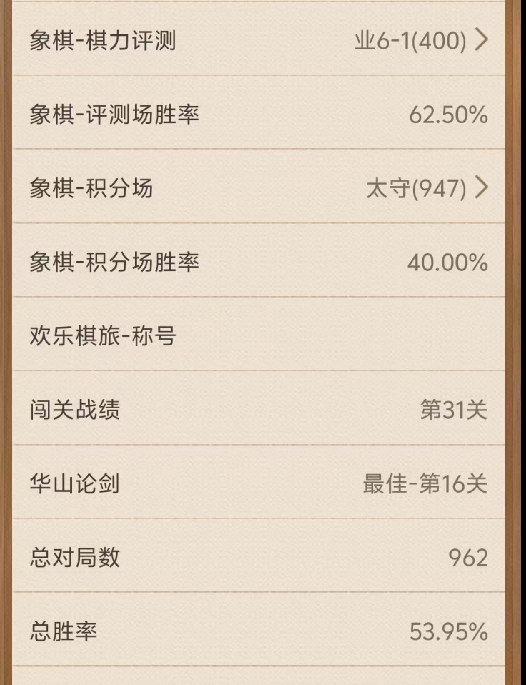 象棋-棋力评测 业6-1(400)
象棋-评测场胜率 62.50%
象棋-积分场 太守(947)
象棋-积分场胜率 40.00%
欢乐棋旅-称号
闯关战绩 第31关
华山论剑 最佳-第16关
总对局数 962
总胜率 53.95%